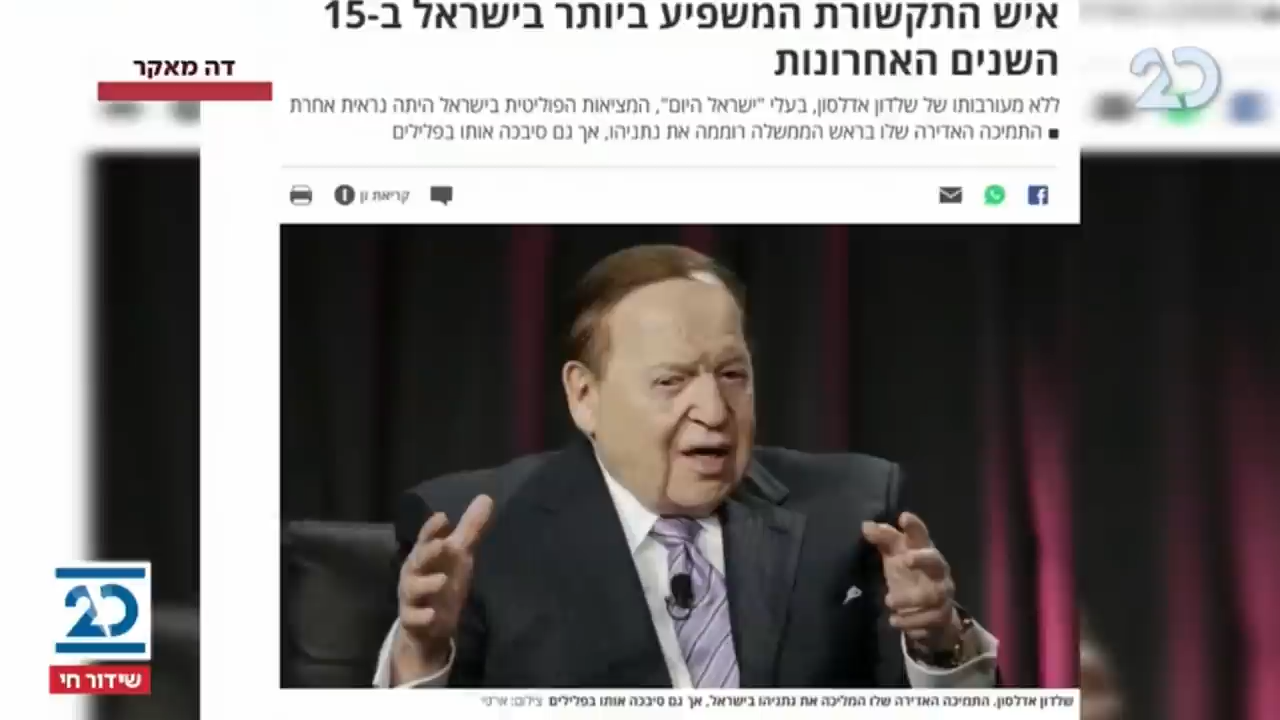 איש התקשורת המשפיע ביותר בישראל ב-15
השנים האחרונות
דה מאקר
20
ללא מעורבותו של שלדון אדלסון, בעלי "ישראל היום", המציאות הפוליטית בישראל היתה נראית אחרת
■ התמיכה האדירה שלו בראש הממשלה רוממה את נתניהו, אך גם סיבכה אותו בפלילים
קריאת זן
20
שידור חי
שלדון אדלסון. התמיכה האדירה שלו המליכה את נתניהו בישראל, אך גם סיבכה אותו בפלילים צילום: אי־פי